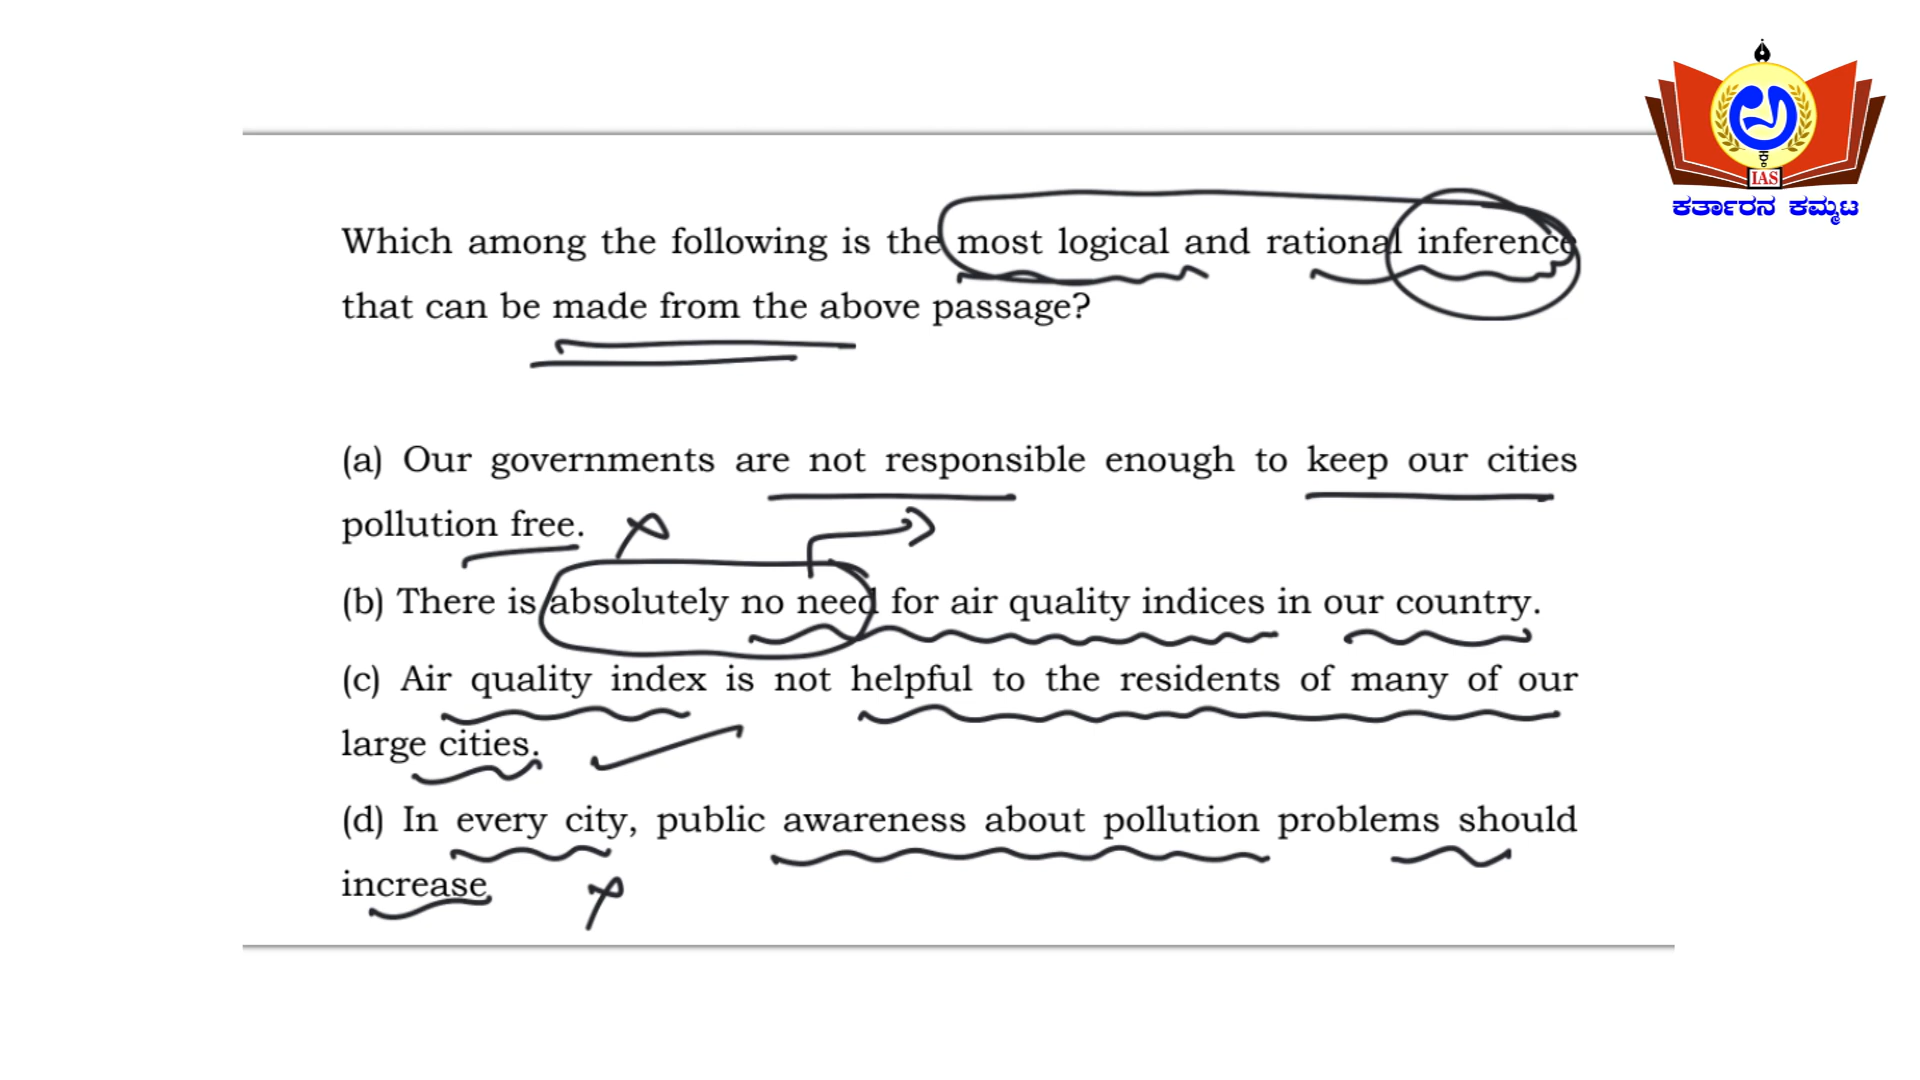 IAS
ಕರ್ತಾರನ ಕಮ್ಮಟ
Which among the following is the most logical and rational inference
that can be made from the above passage?
(a) Our governments are not responsible enough to keep our cities
pollution free.
(b) There is absolutely no need for air quality indices in our country.
(c) Air quality index is not helpful to the residents of many of our
large cities.
(d) In every city, public awareness about pollution problems should
increase.